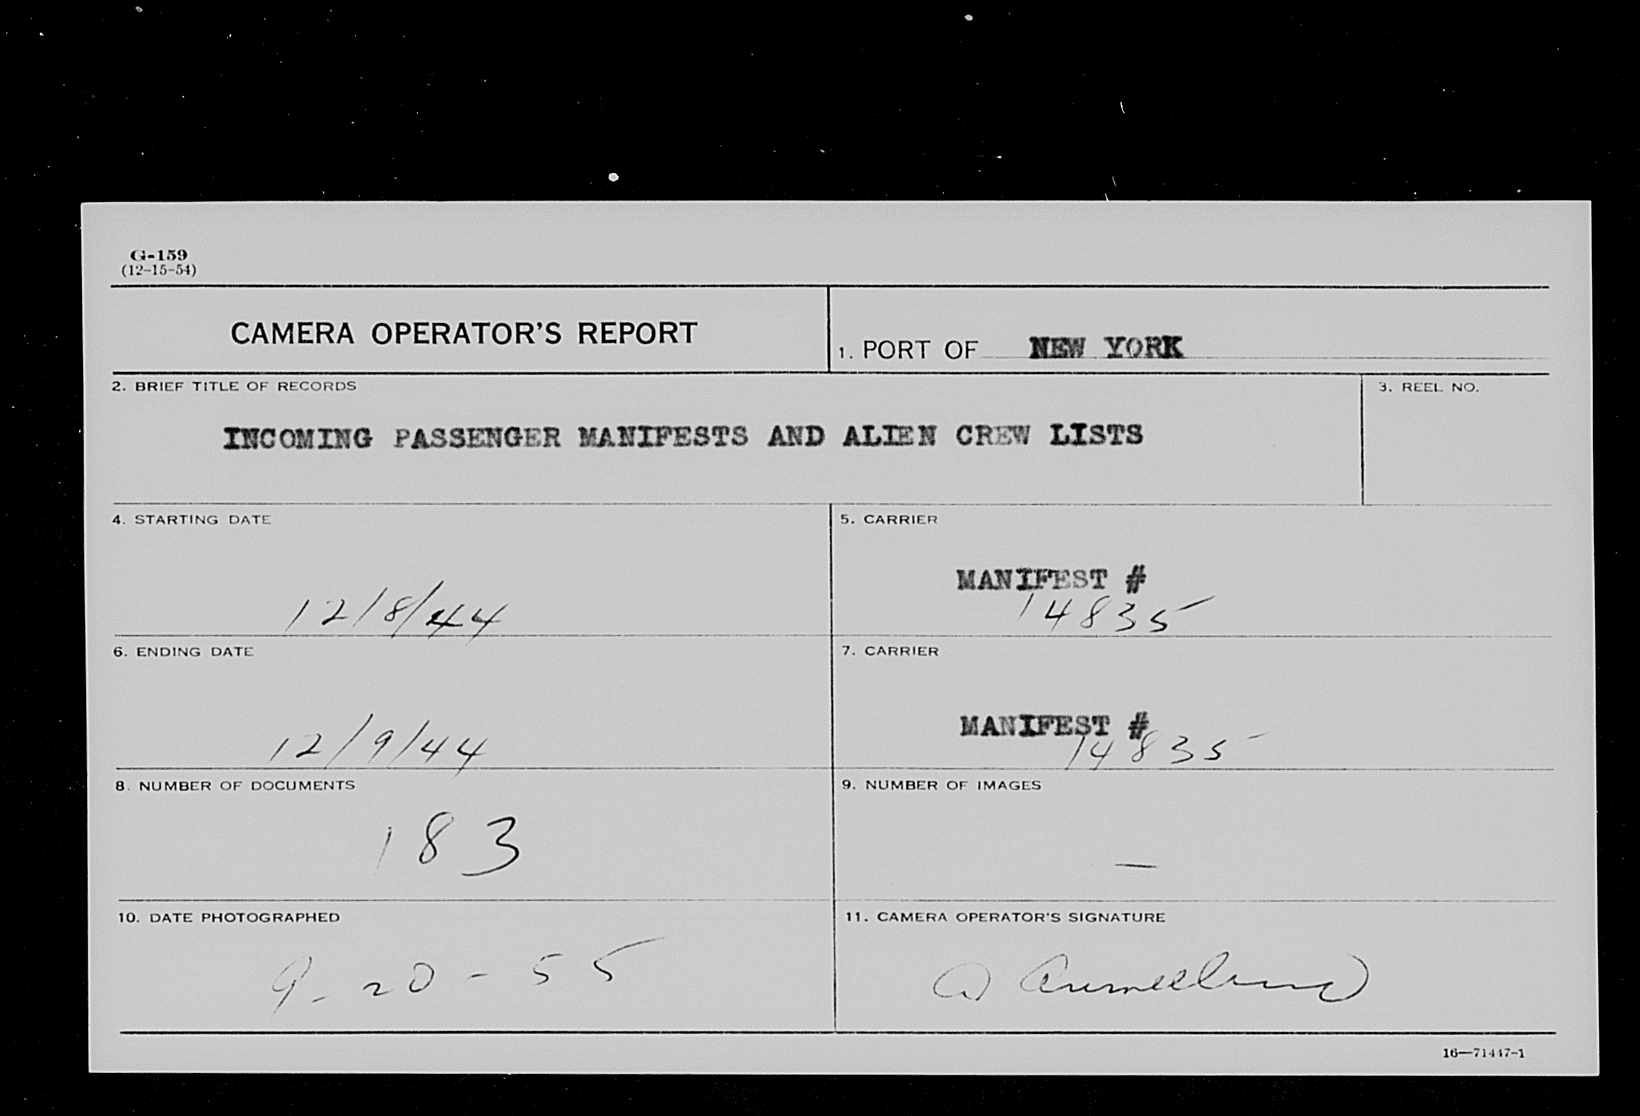 G-159
(12-15-54)
CAMERA OPERATOR'S REPORT
1. PORT OF NEW YORK
2. BRIEF TITLE OF RECORDS
3. REEL NO.
INCOMING PASSENGER MANIFESTS AND ALIEN CREW LISTS
4. STARTING DATE
12/8/44
5. CARRIER
MANIFEST #
14835
6. ENDING DATE
12/9/44
7. CARRIER
MANIFEST #
14835
8. NUMBER OF DOCUMENTS
183
9. NUMBER OF IMAGES
—
10. DATE PHOTOGRAPHED
9-20-55
11. CAMERA OPERATOR'S SIGNATURE
16—71447-1